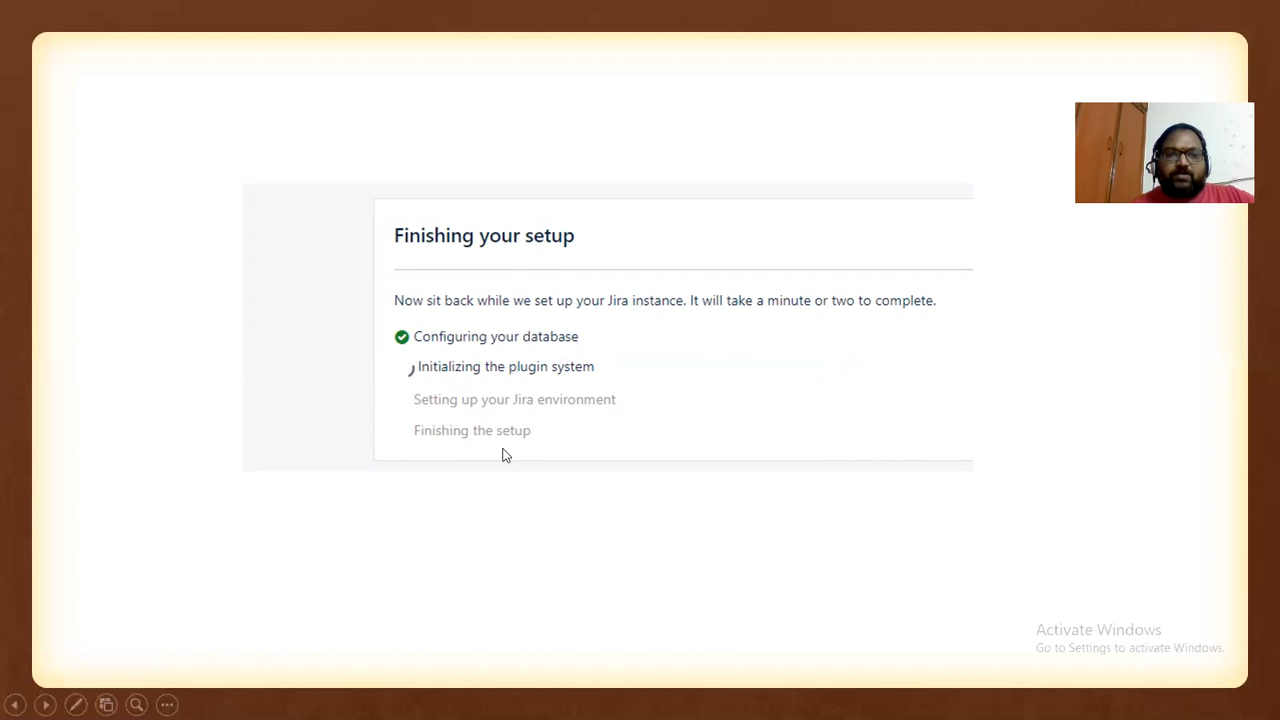 Finishing your setup
Now sit back while we set up your Jira instance. It will take a minute or two to complete.
Configuring your database
Initializing the plugin system
Setting up your Jira environment
Finishing the setup
Activate Windows
Go to Settings to activate Windows.